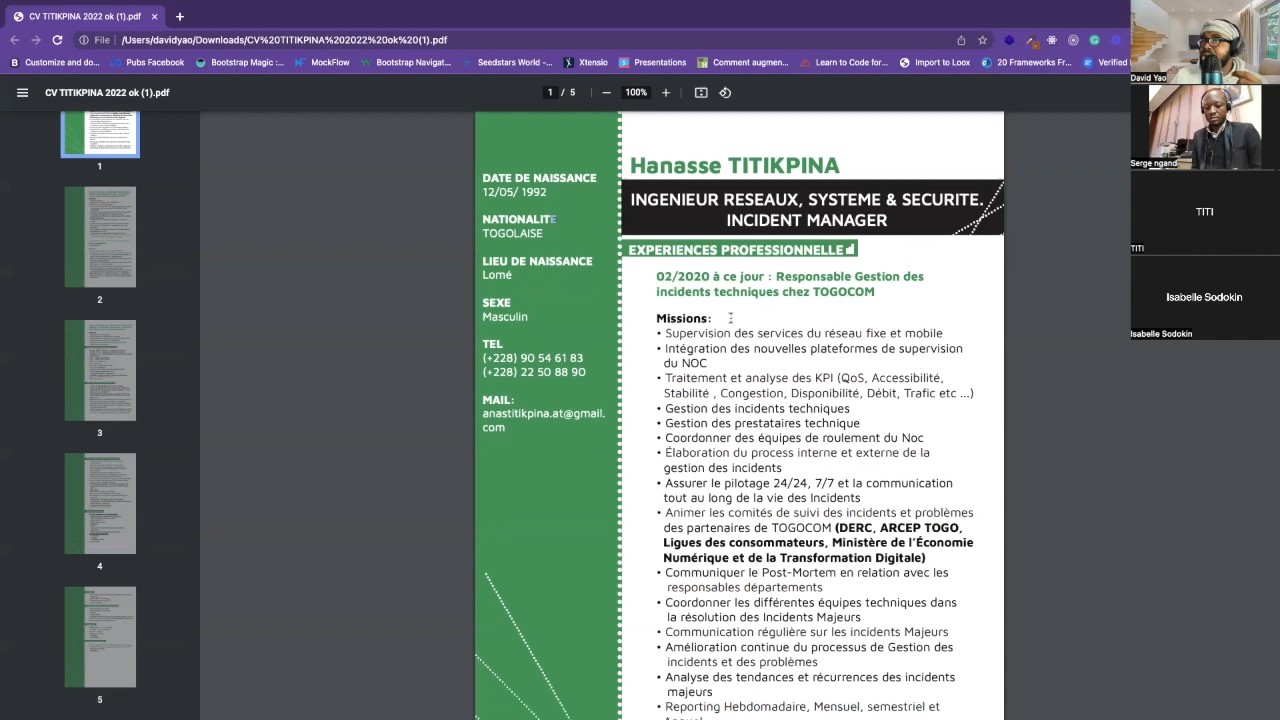 CV TITIKPINA 2022 ok (1).pdf
File
/Users/davidyao/Downloads/CV%20TITIKPINA%202022%20ok%20(1).pdf
Customize and do...
Pubs Facebook
Bootstrap Magic :...
MockFlow
Bootstrap Navigat...
Seedstars World -...
Xtensio
Presentations
Comment augmen...
Learn to Code for...
Import to Loox
20 Frameworks Fr...
Verified
CV TITIKPINA 2022 ok (1).pdf
1 / 5
100%
1
2
3
4
5
DATE DE NAISSANCE
12/05/ 1992
NATIONALITE
TOGOLAISE
LIEU DE NAISSANCE
Lomé
SEXE
Masculin
TEL
(+228) 90 54 61 83
(+228) 22 50 88 90
MAIL:
anastitikpina.at@gmail.
com
Hanasse TITIKPINA
INGENIEUR RESEAUX, SYSTEME & SECURITE.
INCIDENT MANAGER
EXPERIENCES PROFESSIONNELLE
02/2020 à ce jour : Responsable Gestion des
incidents techniques chez TOGOCOM
Missions:
• Supervision des services du réseau fixe et mobile
• Intégration des nouvelles plateformes de supervision
du NOC
• Traitement et analyse des KPI (QoS, Accessibilité,
Stabilité , Congestion, Disponibilité, Débit, Trafic etc ...)
• Gestion des incidents techniques
• Gestion des prestataires technique
• Coordonner des équipes de roulement du Noc
• Élaboration du process interne et externe de la
gestion des incidents
• Assurer le pilotage 24/24, 7/7 et la communication
tout au long de la vie des Incidents
• Animer les comités de suivi des incidents et problèmes
des partenaires de TOGOCOM (DERC, ARCEP TOGO,
Ligues des consommateurs, Ministère de l'Économie
Numérique et de la Transformation Digitale)
• Communiquer le Post-Mortem en relation avec les
responsables départements
• Coordonner les différentes équipes techniques dans
la résolution des Incidents Majeurs
• Communication régulière sur les incidents Majeurs
• Amélioration continue du processus de Gestion des
incidents et des problèmes
• Analyse des tendances et récurrences des incidents
majeurs
• Reporting Hebdomadaire, Mensuel, semestriel et
David Yao
Serge ngand
TITI
TITI
Isabelle Sodokin
Isabelle Sodokin